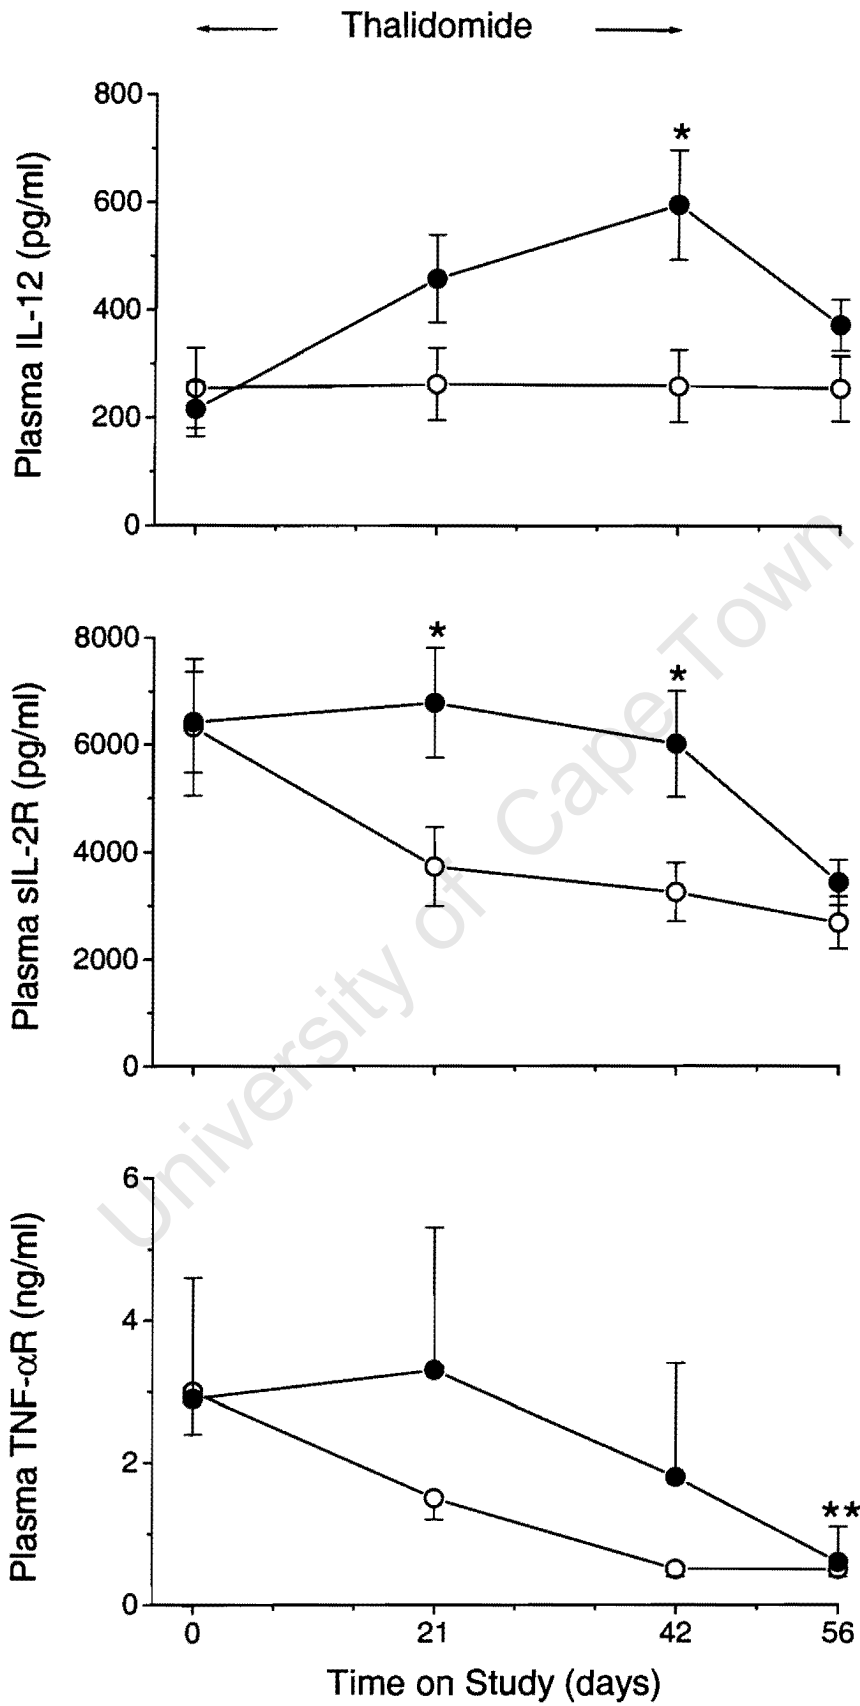 Thalidomide
800
*
600
400
200
0
Plasma IL-12 (pg/ml)
8000
*
*
6000
4000
2000
0
Plasma sIL-2R (pg/ml)
University of Cape Town
6
4
2
**
0
Plasma TNF-αR (ng/ml)
0 21 42 56
Time on Study (days)